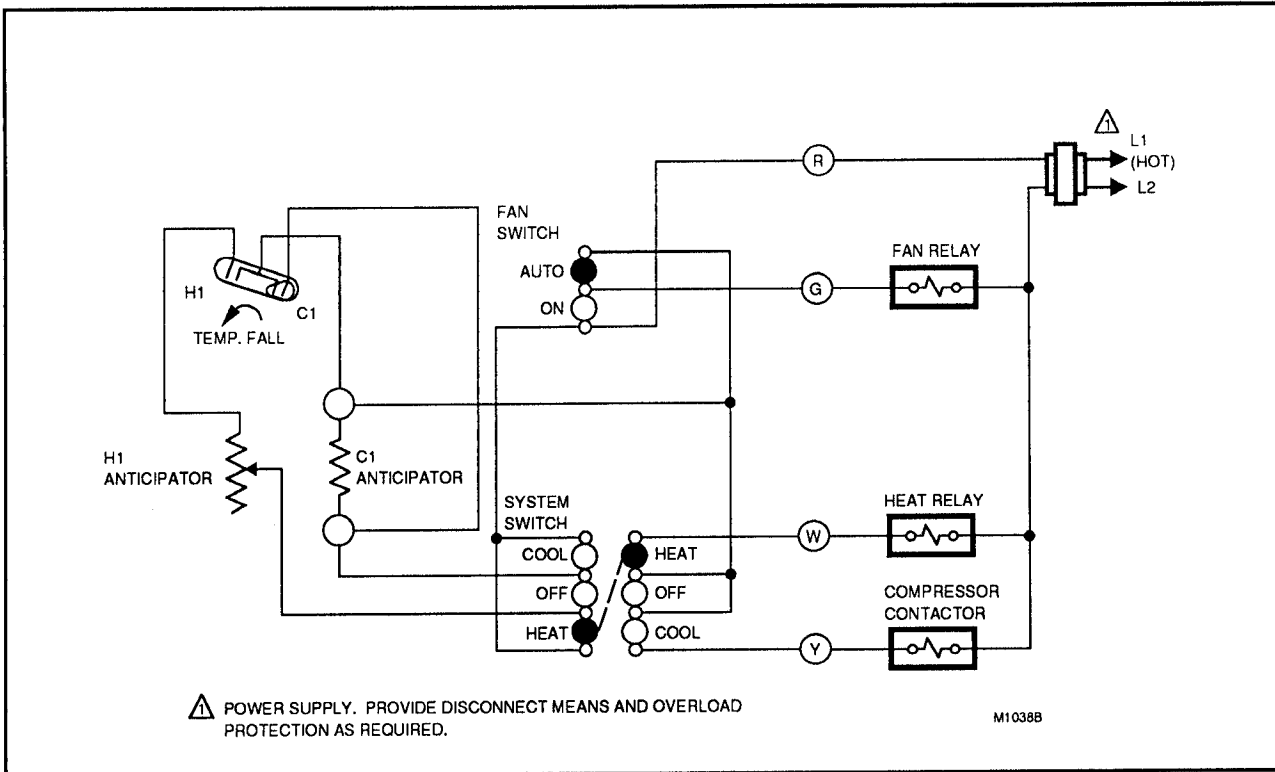 1
L1
(HOT)
L2
R
FAN
SWITCH
FAN RELAY
AUTO
G
ON
H1
C1
TEMP. FALL
H1
ANTICIPATOR
C1
ANTICIPATOR
SYSTEM
SWITCH
HEAT RELAY
COOL
HEAT
W
OFF
OFF
COMPRESSOR
CONTACTOR
HEAT
COOL
Y
1 POWER SUPPLY. PROVIDE DISCONNECT MEANS AND OVERLOAD
PROTECTION AS REQUIRED.
M1038B